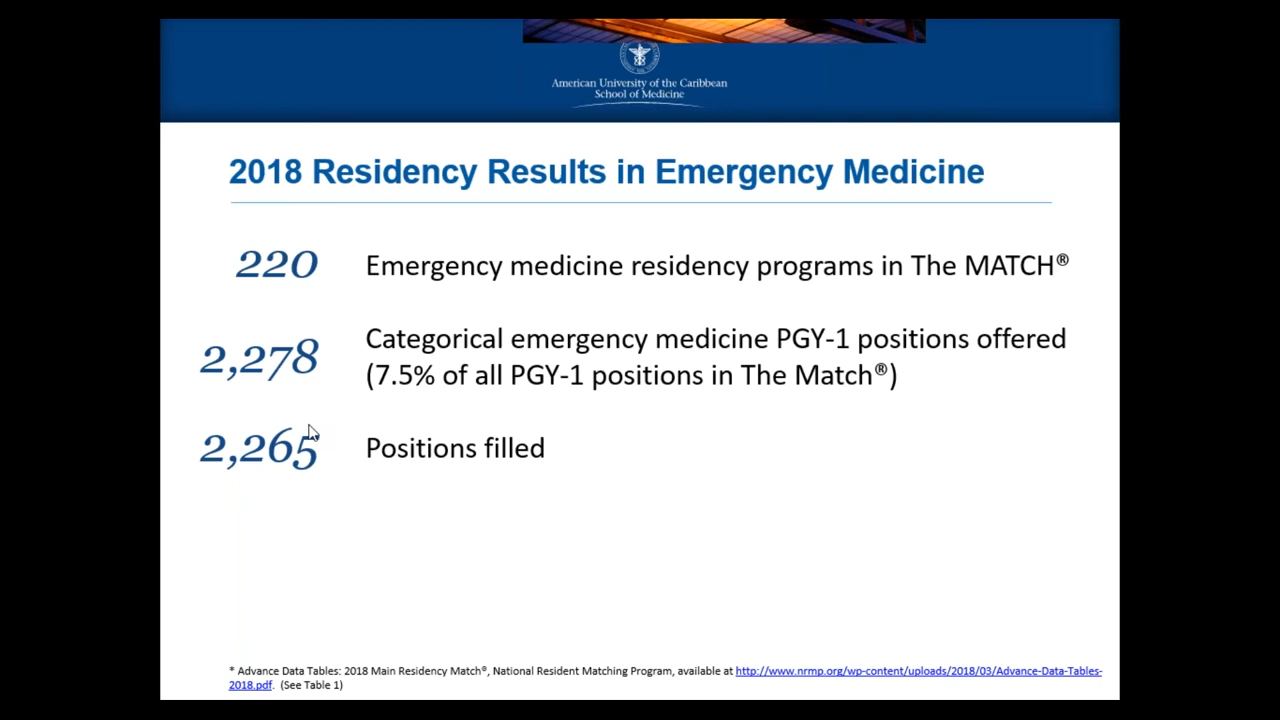 American University of the Caribbean
School of Medicine
2018 Residency Results in Emergency Medicine
220 Emergency medicine residency programs in The MATCH®
2,278 Categorical emergency medicine PGY-1 positions offered
(7.5% of all PGY-1 positions in The Match®)
2,265 Positions filled
* Advance Data Tables: 2018 Main Residency Match®, National Resident Matching Program, available at http://www.nrmp.org/wp-content/uploads/2018/03/Advance-Data-Tables-
2018.pdf. (See Table 1)